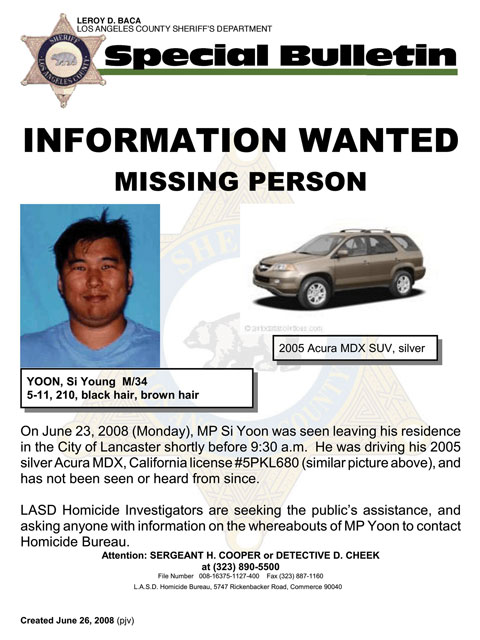 LEROY D. BACA
LOS ANGELES COUNTY SHERIFF'S DEPARTMENT
Special Bulletin
SHERIFF
LOS ANGELES COUNTY
INFORMATION WANTED
MISSING PERSON
2005 Acura MDX SUV, silver
YOON, Si Young M/34
5-11, 210, black hair, brown hair
On June 23, 2008 (Monday), MP Si Yoon was seen leaving his residence
in the City of Lancaster shortly before 9:30 a.m. He was driving his 2005
silver Acura MDX, California license #5PKL680 (similar picture above), and
has not been seen or heard from since.
LASD Homicide Investigators are seeking the public's assistance, and
asking anyone with information on the whereabouts of MP Yoon to contact
Homicide Bureau.
Attention: SERGEANT H. COOPER or DETECTIVE D. CHEEK
at (323) 890-5500
File Number 008-16375-1127-400 Fax (323) 887-1160
L.A.S.D. Homicide Bureau, 5747 Rickenbacker Road, Commerce 90040
Created June 26, 2008 (pjv)